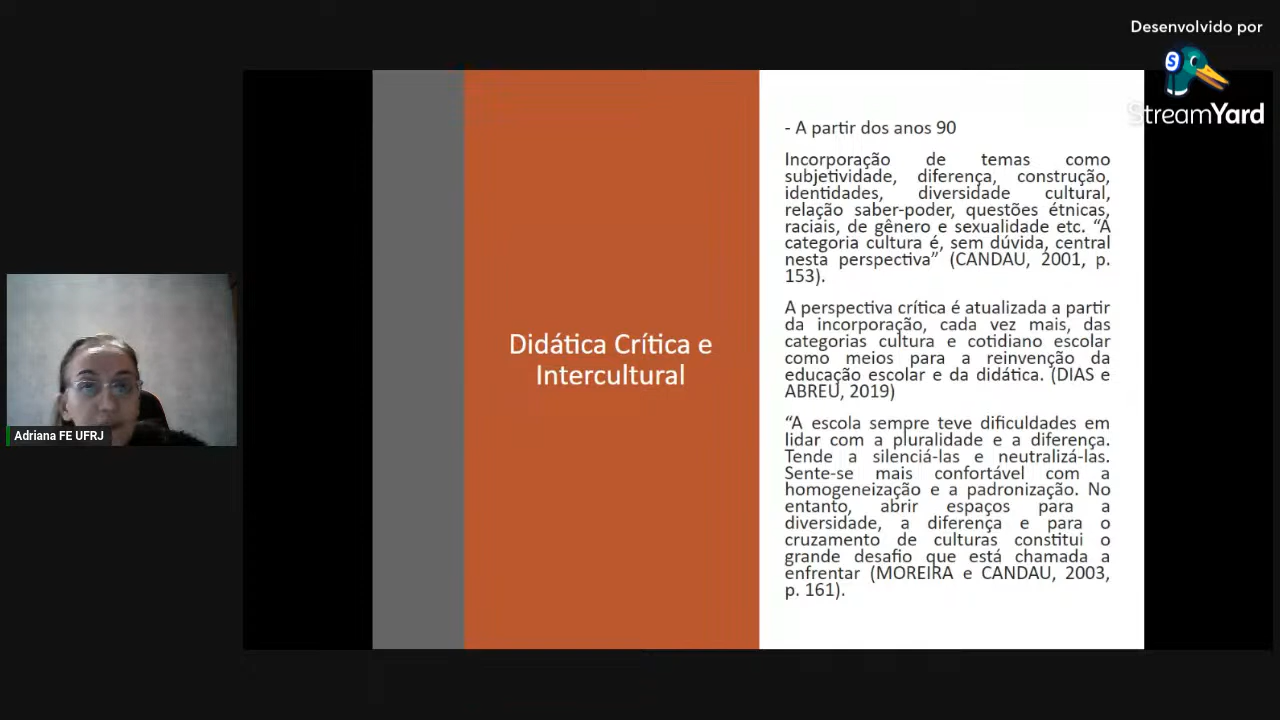 Desenvolvido por
StreamYard
Didática Crítica e
Intercultural
- A partir dos anos 90
Incorporação de temas como
subjetividade, diferença, construção,
identidades, diversidade cultural,
relação saber-poder, questões étnicas,
raciais, de gênero e sexualidade etc. “A
categoria cultura é, sem dúvida, central
nesta perspectiva” (CANDAU, 2001, p.
153).
A perspectiva crítica é atualizada a partir
da incorporação, cada vez mais, das
categorias cultura e cotidiano escolar
como meios para a reinvenção da
educação escolar e da didática. (DIAS e
ABREU, 2019)
“A escola sempre teve dificuldades em
lidar com a pluralidade e a diferença.
Tende a silenciá-las e neutralizá-las.
Sente-se mais confortável com a
homogeneização e a padronização. No
entanto, abrir espaços para a
diversidade, a diferença e para o
cruzamento de culturas constitui o
grande desafio que está chamada a
enfrentar (MOREIRA e CANDAU, 2003,
p. 161).
Adriana FE UFRJ